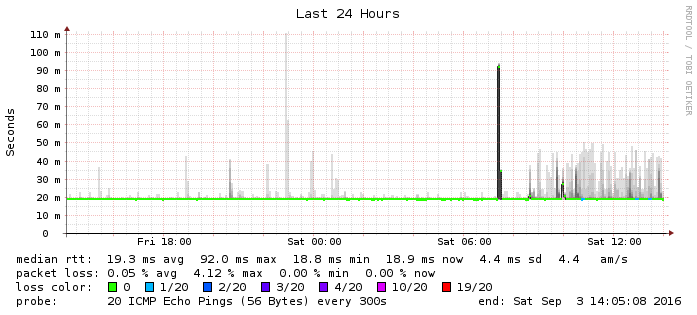 Last 24 Hours
RRDTOOL / TOBI OETIKER
Seconds
110 m
100 m
90 m
80 m
70 m
60 m
50 m
40 m
30 m
20 m
10 m
0
Fri 18:00 Sat 00:00 Sat 06:00 Sat 12:00
median rtt: 19.3 ms avg 92.0 ms max 18.8 ms min 18.9 ms now 4.4 ms sd 4.4 am/s
packet loss: 0.05 % avg 4.12 % max 0.00 % min 0.00 % now
loss color: 0 1/20 2/20 3/20 4/20 10/20 19/20
probe: 20 ICMP Echo Pings (56 Bytes) every 300s end: Sat Sep 3 14:05:08 2016